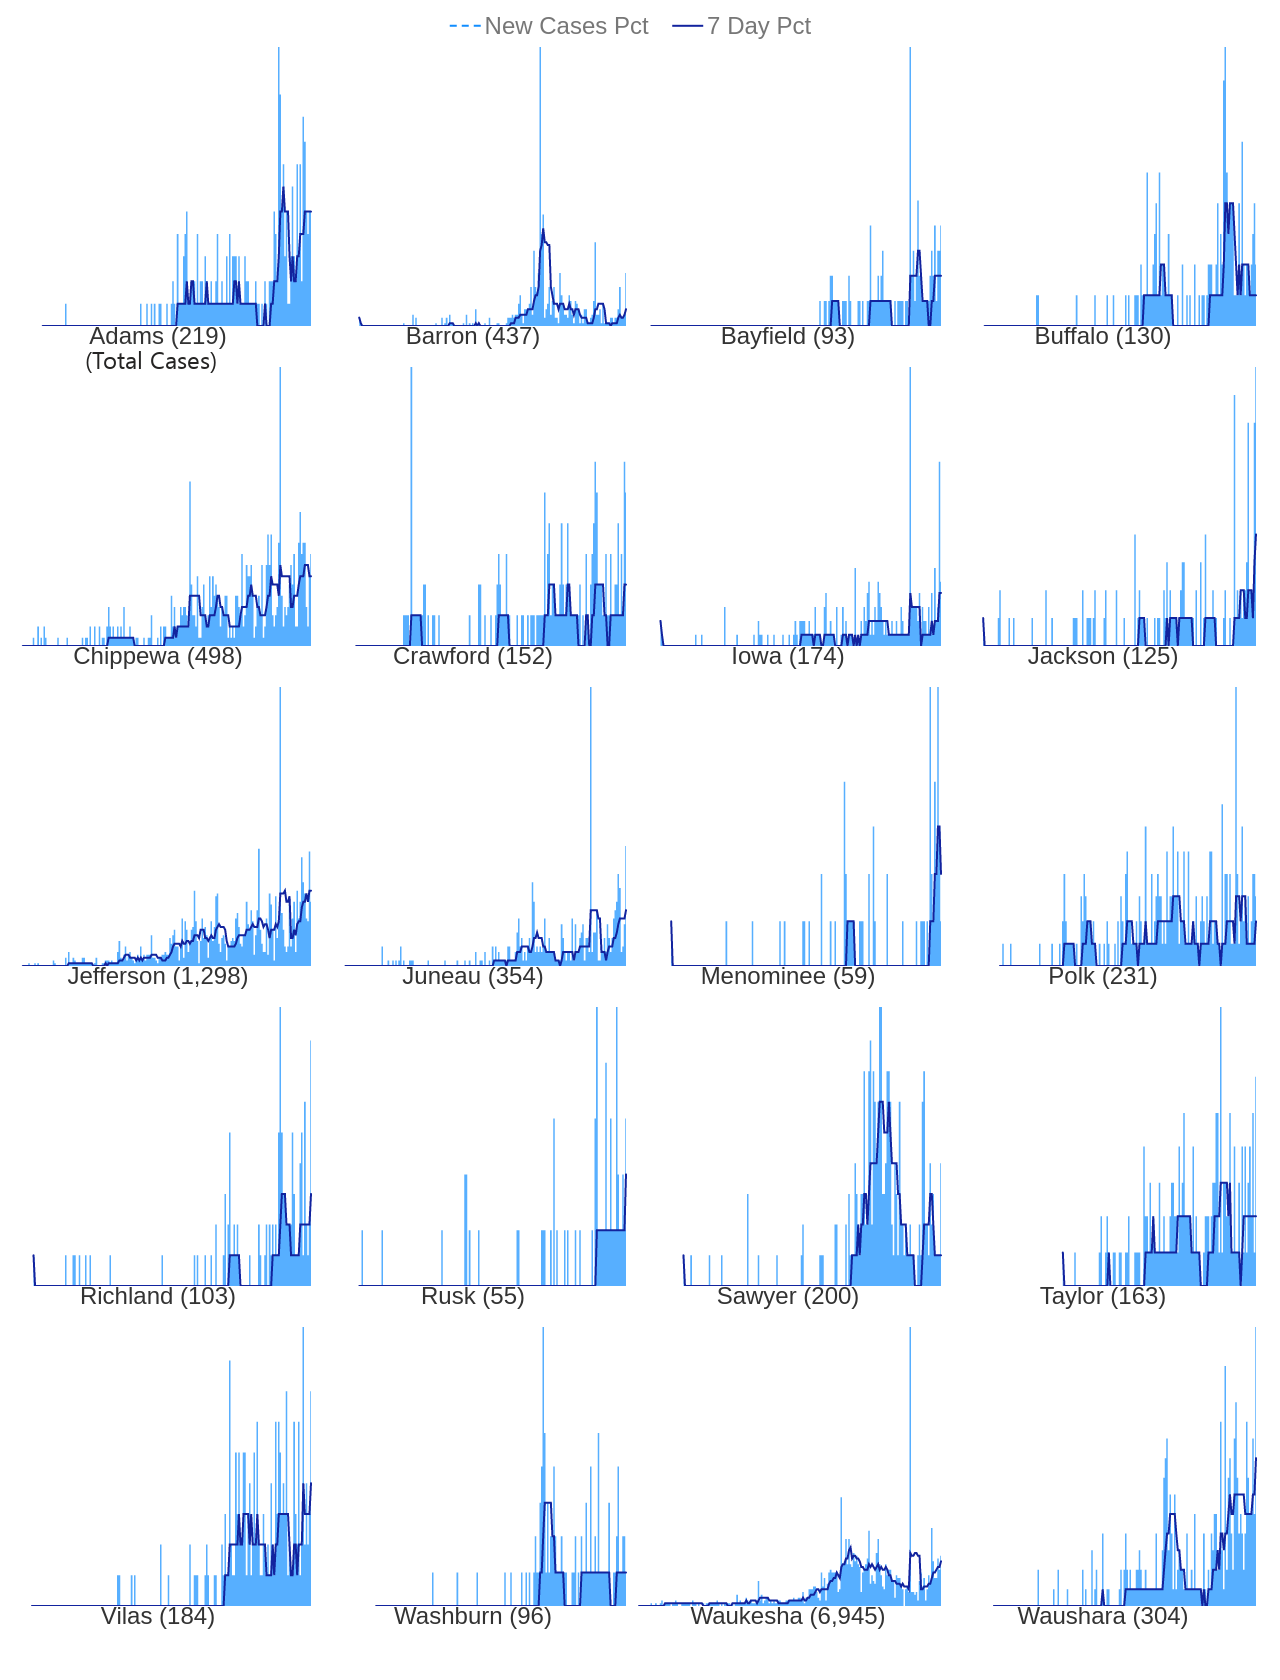 New Cases Pct 7 Day Pct
Adams (219) Barron (437) Bayfield (93) Buffalo (130)
(Total Cases)
Chippewa (498) Crawford (152) Iowa (174) Jackson (125)
Jefferson (1,298) Juneau (354) Menominee (59) Polk (231)
Richland (103) Rusk (55) Sawyer (200) Taylor (163)
Vilas (184) Washburn (96) Waukesha (6,945) Waushara (304)